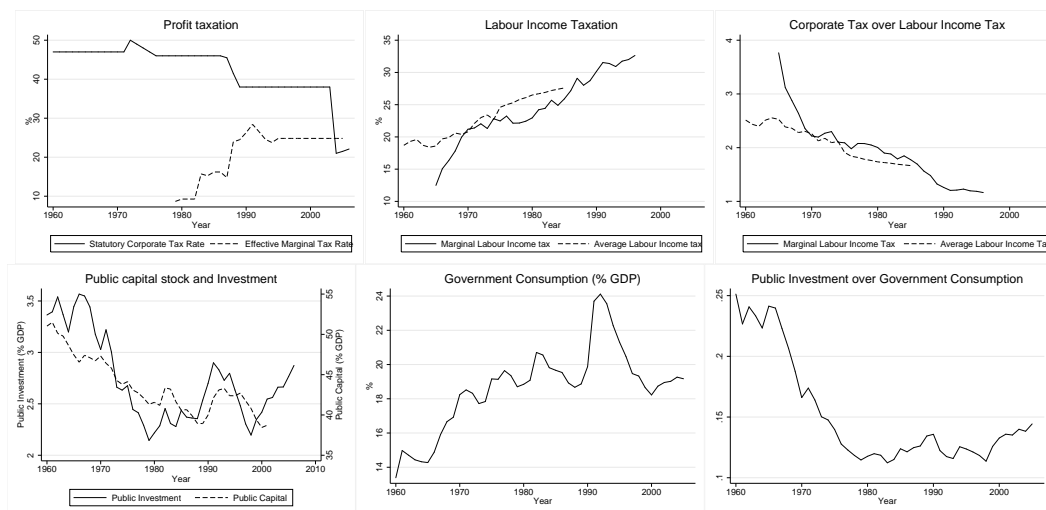 Profit taxation
50
40
30
20
10
%
1960 1970 1980 1990 2000
Year
Statutory Corporate Tax Rate Effective Marginal Tax Rate
Labour Income Taxation
35
30
25
20
15
10
%
1960 1970 1980 1990 2000
Year
Marginal Labour Income tax Average Labour Income tax
Corporate Tax over Labour Income Tax
4
3
2
1
1960 1970 1980 1990 2000
Year
Marginal Labour Income Tax Average Labour Income Ta
Public capital stock and Investment
Public Investment (% GDP)
3.5
3
2.5
2
55
50
45
40
35
Public Capital (% GDP)
1960 1970 1980 1990 2000 2010
Year
Public Investment Public Capital
Government Consumption (% GDP)
24
22
20
18
16
14
%
1960 1970 1980 1990 2000
Year
Public Investment over Government Consumption
.25
.2
.15
.1
1960 1970 1980 1990 2000
Year